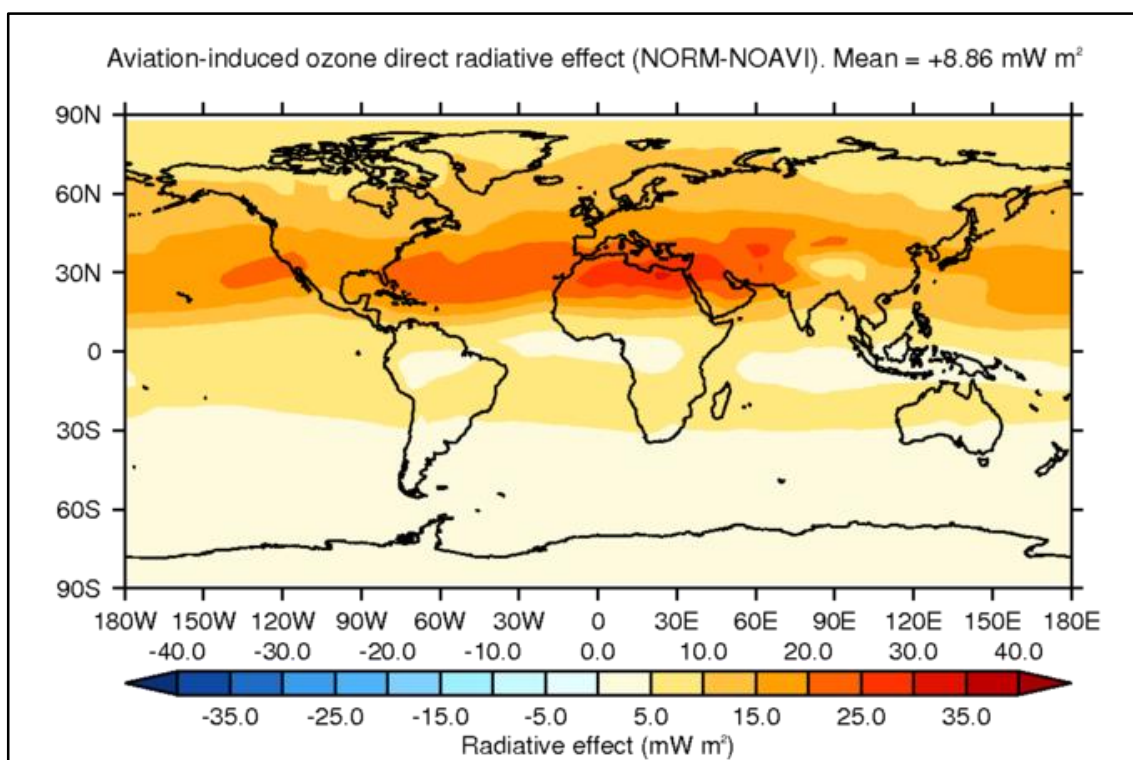 Aviation-induced ozone direct radiative effect (NORM-NOAVI). Mean = +8.86 mW m²
90N
60N
30N
0
30S
60S
90S
180W 150W 120W 90W 60W 30W 0 30E 60E 90E 120E 150E 180E
-40.0 -30.0 -20.0 -10.0 0.0 10.0 20.0 30.0 40.0
-35.0 -25.0 -15.0 -5.0 5.0 15.0 25.0 35.0
Radiative effect (mW m²)